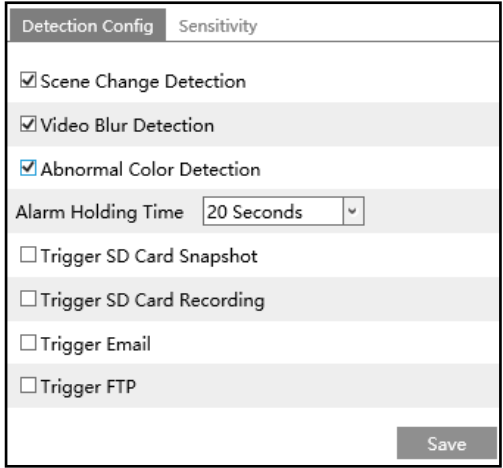 Detection Config Sensitivity
Scene Change Detection
Video Blur Detection
Abnormal Color Detection
Alarm Holding Time 20 Seconds
Trigger SD Card Snapshot
Trigger SD Card Recording
Trigger Email
Trigger FTP
Save